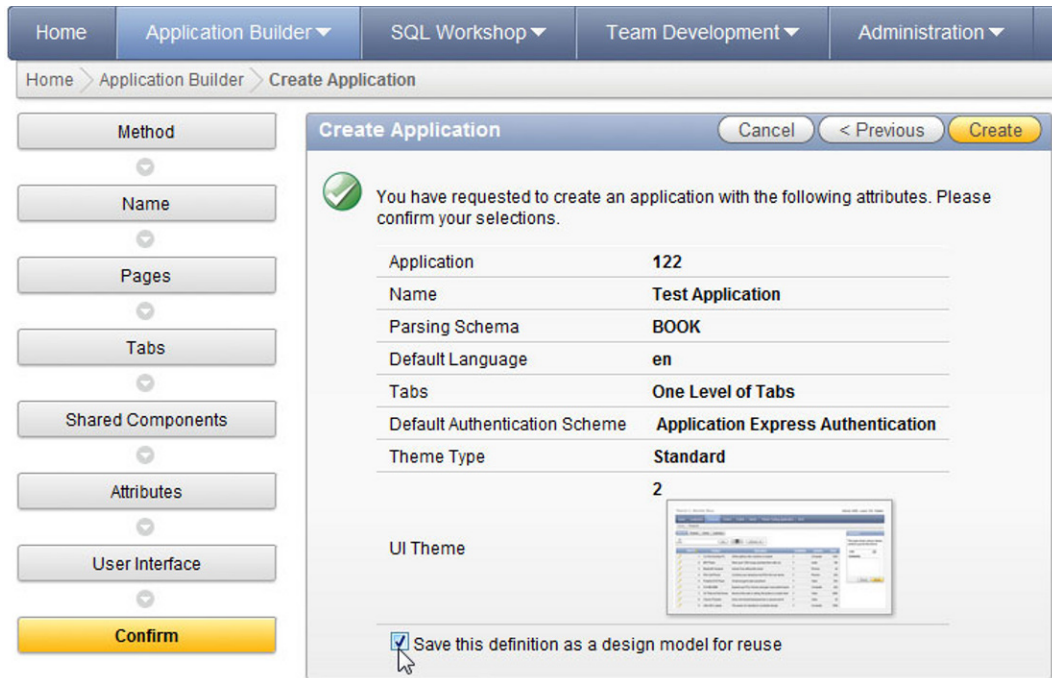 Home
Application Builder
SQL Workshop
Team Development
Administration
Home
Application Builder
Create Application
Method
Name
Pages
Tabs
Shared Components
Attributes
User Interface
Confirm
Create Application
Cancel
< Previous
Create
You have requested to create an application with the following attributes. Please
confirm your selections.
Application 122
Name Test Application
Parsing Schema BOOK
Default Language en
Tabs One Level of Tabs
Default Authentication Scheme Application Express Authentication
Theme Type Standard
2
UI Theme
Save this definition as a design model for reuse